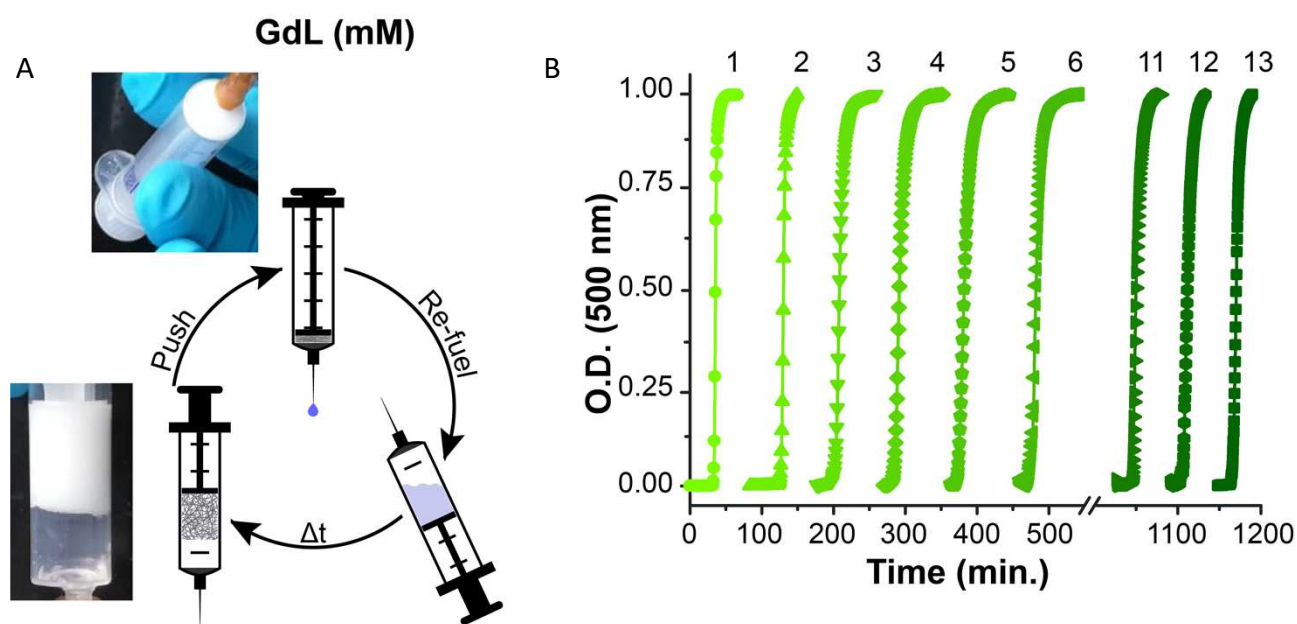 GdL (mM)
A
B
Push
Re-fuel
Δt
1 2 3 4 5 6 11 12 13
O.D. (500 nm)
1.00
0.75
0.50
0.25
0.00
0 100 200 300 400 500 1100 1200
Time (min.)